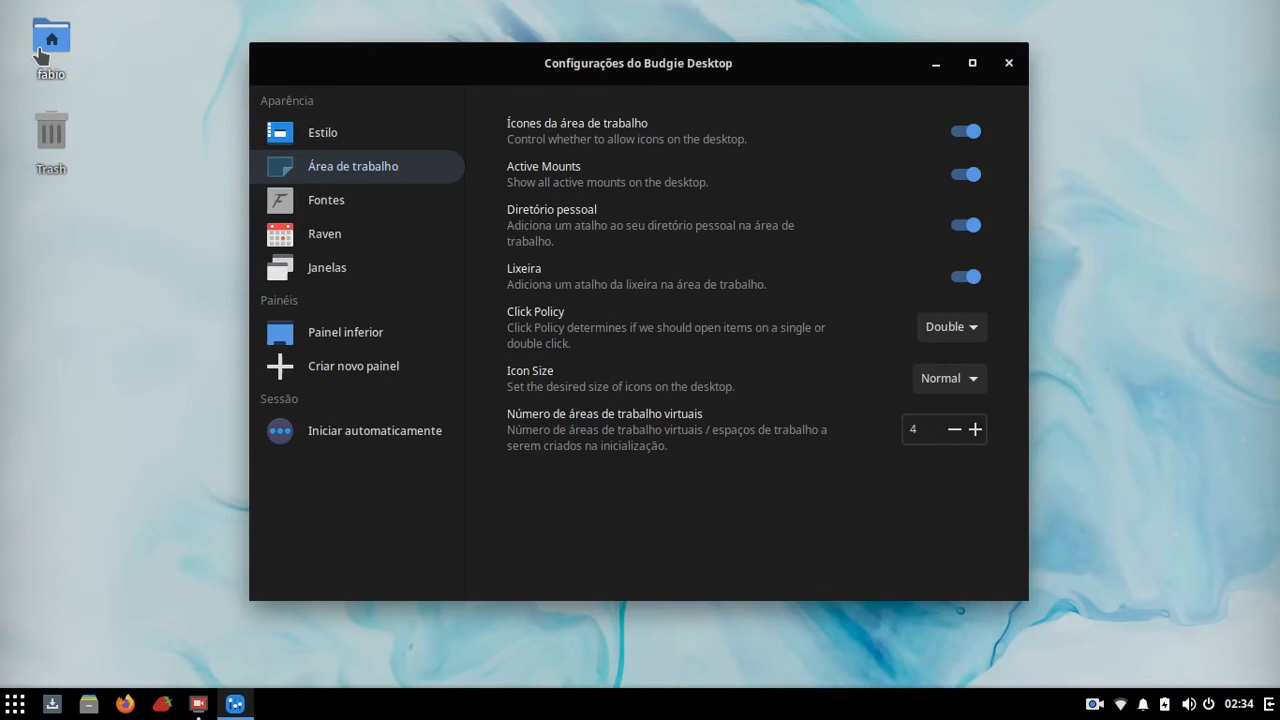 fabio
Trash
Configurações do Budgie Desktop
Aparência
Estilo
Área de trabalho
Fontes
Raven
Janelas
Painéis
Painel inferior
Criar novo painel
Sessão
Iniciar automaticamente
Ícones da área de trabalho
Control whether to allow icons on the desktop.
Active Mounts
Show all active mounts on the desktop.
Diretório pessoal
Adiciona um atalho ao seu diretório pessoal na área de
trabalho.
Lixeira
Adiciona um atalho da lixeira na área de trabalho.
Click Policy
Click Policy determines if we should open items on a single or
double click.
Double
Icon Size
Set the desired size of icons on the desktop.
Normal
Número de áreas de trabalho virtuais
Número de áreas de trabalho virtuais / espaços de trabalho a
serem criados na inicialização.
4
02:34